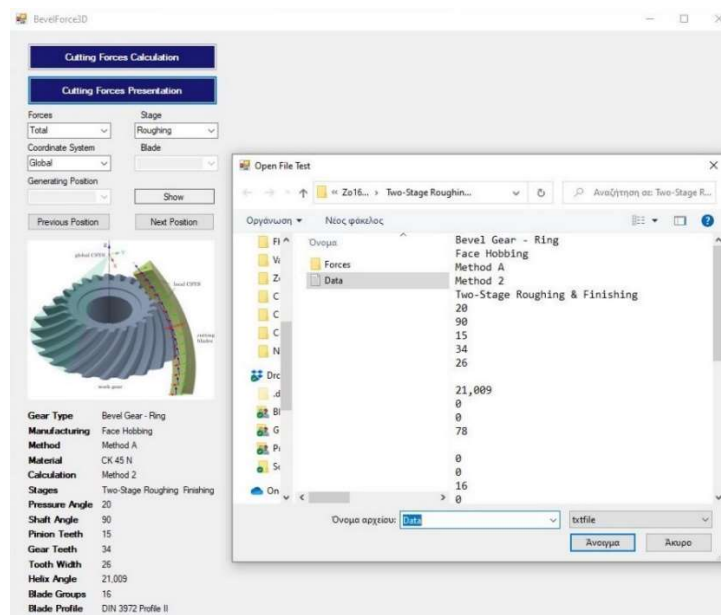 BevelForce3D
Cutting Forces Calculation
Cutting Forces Presentation
Forces
Stage
Total
Roughing
Coordinate System
Blade
Global
Generating Position
Show
Previous Position
Next Position
global CSYS
local CSYS
cutting blades
work gear
Gear Type Bevel Gear - Ring
Manufacturing Face Hobbing
Method Method A
Material CK 45 N
Calculation Method 2
Stages Two-Stage Roughing Finishing
Pressure Angle 20
Shaft Angle 90
Pinion Teeth 15
Gear Teeth 34
Tooth Width 26
Helix Angle 21,009
Blade Groups 16
Blade Profile DIN 3972 Profile II
Open File Test
« Zo16... › Two-Stage Roughin...
Αναζήτηση σε: Two-Stage R...
Οργάνωση
Νέος φάκελος
Όνομα
Forces
Data
Dro
On
Bevel Gear - Ring
Face Hobbing
Method A
Method 2
Two-Stage Roughing & Finishing
20
90
15
34
26
21,009
0
0
78
0
0
16
0
Όνομα αρχείου: Data
txtfile
Άνοιγμα
Άκυρο